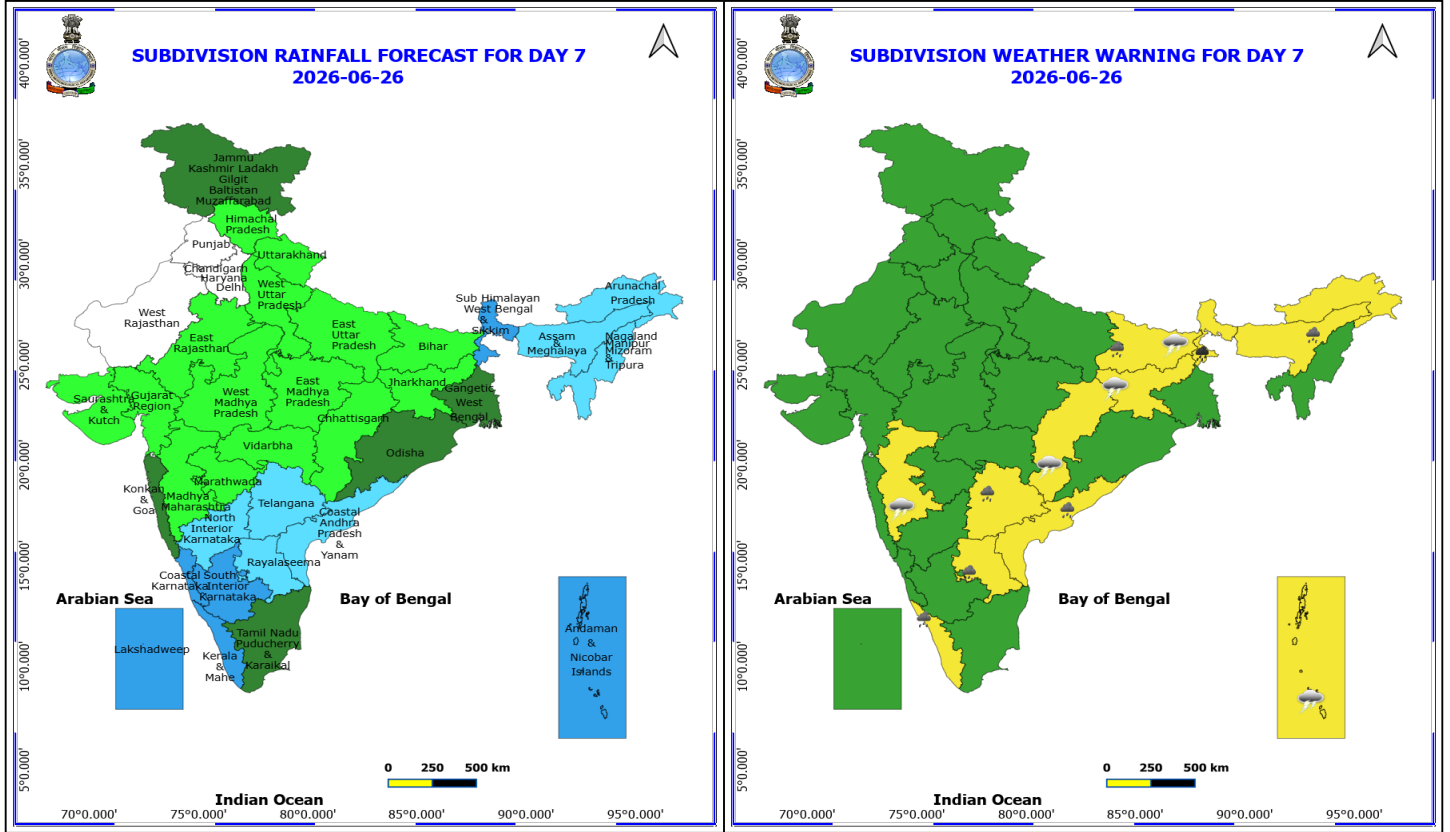 SUBDIVISION RAINFALL FORECAST FOR DAY 7
2026-06-26
40°0.000'
35°0.000'
30°0.000'
25°0.000'
20°0.000'
15°0.000'
10°0.000'
5°0.000'
Jammu
Kashmir Ladakh
Gilgit
Baltistan
Muzaffarabad
Himachal
Pradesh
Punjab
Uttarakhand
Chandigarh
Haryana
Delhi
West
Uttar
Pradesh
West
Rajasthan
East
Rajasthan
East
Uttar
Pradesh
Bihar
Sub Himalayan
West Bengal
&
Sikkim
Arunachal
Pradesh
Assam
&
Meghalaya
Nagaland
Manipur
Mizoram
&
Tripura
Saurashtra
&
Kutch
Gujarat
Region
West
Madhya
Pradesh
East
Madhya
Pradesh
Jharkhand
Gangetic
West
Bengal
Chhattisgarh
Vidarbha
Odisha
Konkan
&
Goa
Madhya
Maharashtra
Marathwada
Telangana
North
Interior
Karnataka
Coastal
Andhra
Pradesh
&
Yanam
Rayalaseema
Coastal
Karnataka
South
Interior
Karnataka
Arabian Sea
Bay of Bengal
Lakshadweep
Tamil Nadu
Puducherry
&
Karaikal
Kerala
&
Mahe
Andaman
&
Nicobar
Islands
0 250 500 km
Indian Ocean
70°0.000' 75°0.000' 80°0.000' 85°0.000' 90°0.000' 95°0.000'
SUBDIVISION WEATHER WARNING FOR DAY 7
2026-06-26
40°0.000'
35°0.000'
30°0.000'
25°0.000'
20°0.000'
15°0.000'
10°0.000'
5°0.000'
Arabian Sea
Bay of Bengal
0 250 500 km
Indian Ocean
70°0.000' 75°0.000' 80°0.000' 85°0.000' 90°0.000' 95°0.000'